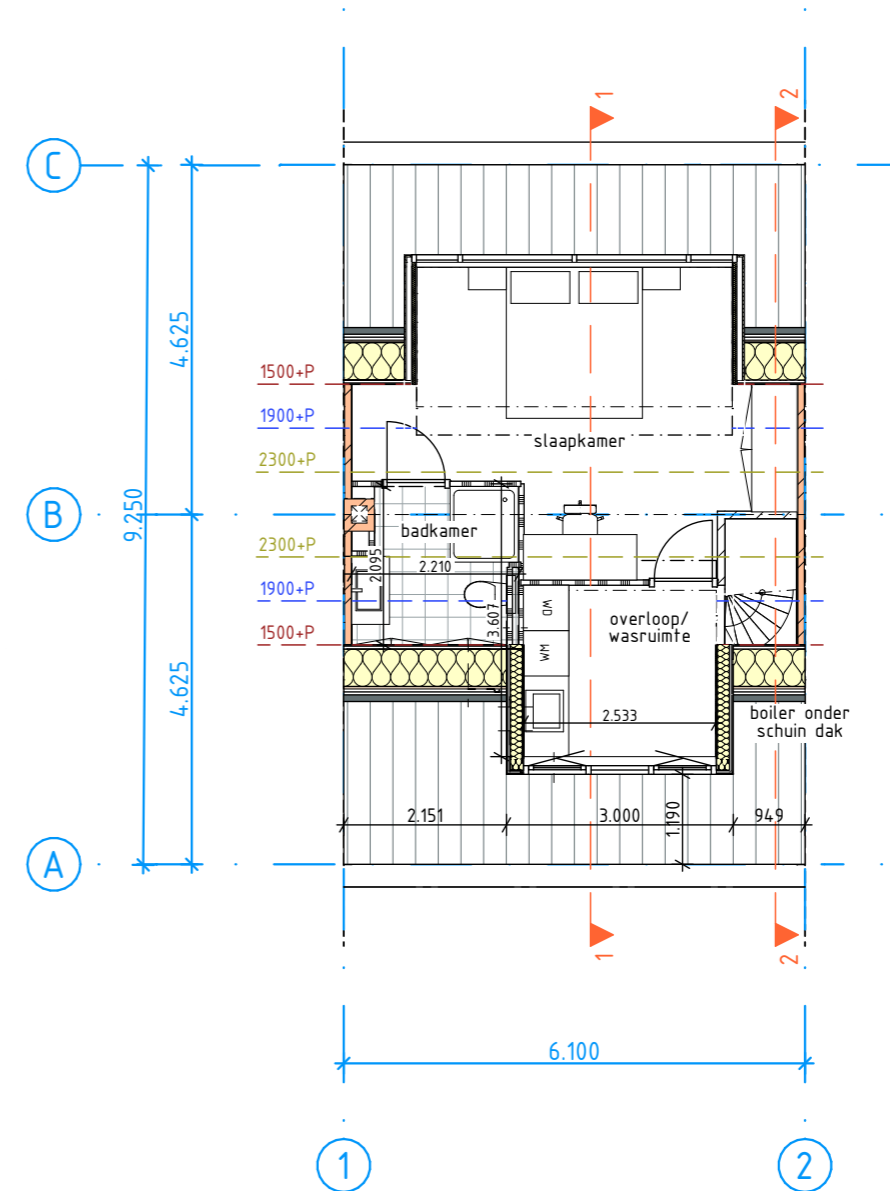 1
2
C
4.625
1500+P
1900+P
slaapkamer
2300+P
9.250
B
badkamer
2300+P
2.095
2.210
1900+P
WD
3.607
overloop/
wasruimte
1500+P
WM
4.625
2.533
boiler onder
schuin dak
2.151
3.000
1.190
949
A
1
2
6.100
1
2